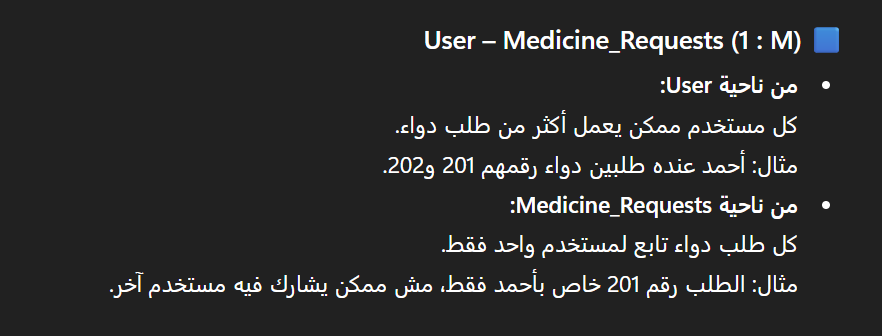 User – Medicine_Requests (1 : M)
من ناحية User:
كل مستخدم ممكن يعمل أكثر من طلب دواء.
مثال: أحمد عنده طلبين دواء رقمهم 201 و202.
من ناحية Medicine_Requests:
كل طلب دواء تابع لمستخدم واحد فقط.
مثال: الطلب رقم 201 خاص بأحمد فقط، مش ممكن يشارك فيه مستخدم آخر.